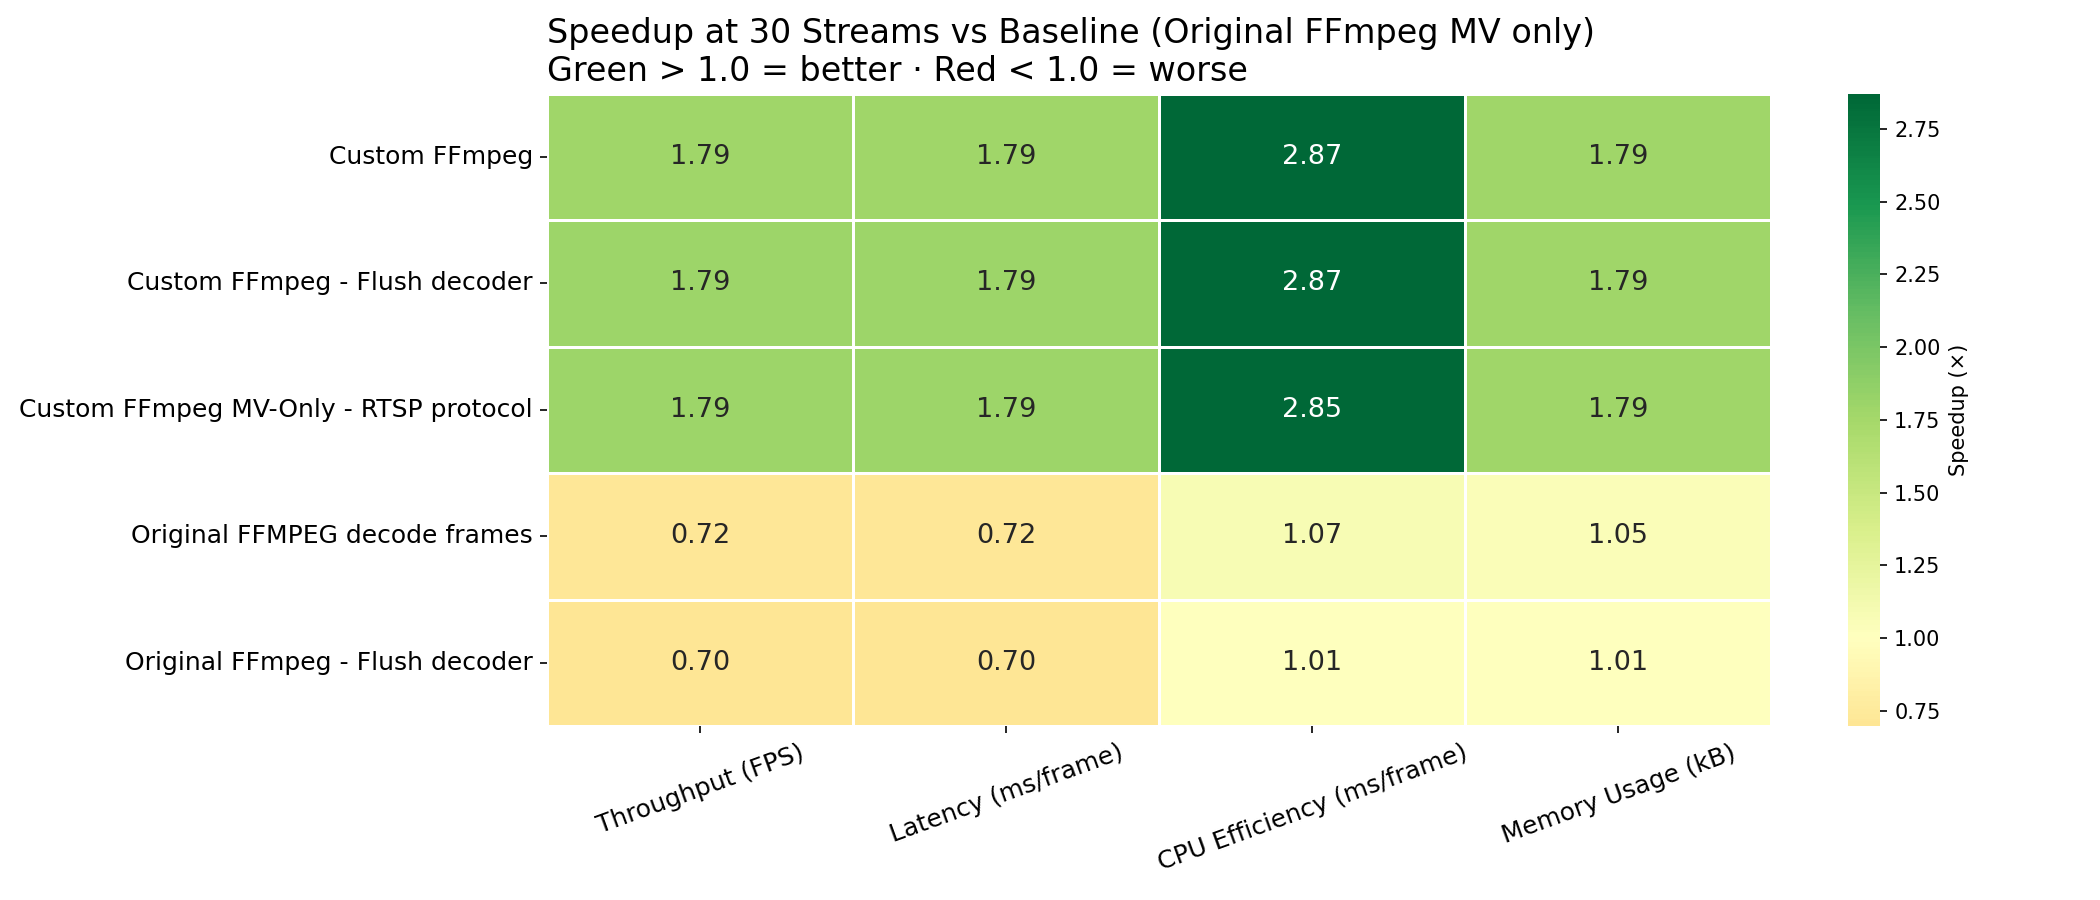 Speedup at 30 Streams vs Baseline (Original FFmpeg MV only)
Green > 1.0 = better · Red < 1.0 = worse
Custom FFmpeg
1.79
1.79
2.87
1.79
Custom FFmpeg - Flush decoder
1.79
1.79
2.87
1.79
Custom FFmpeg MV-Only - RTSP protocol
1.79
1.79
2.85
1.79
Original FFMPEG decode frames
0.72
0.72
1.07
1.05
Original FFmpeg - Flush decoder
0.70
0.70
1.01
1.01
Throughput (FPS)
Latency (ms/frame)
CPU Efficiency (ms/frame)
Memory Usage (kB)
2.75
2.50
2.25
2.00
1.75
1.50
1.25
1.00
0.75
Speedup (×)